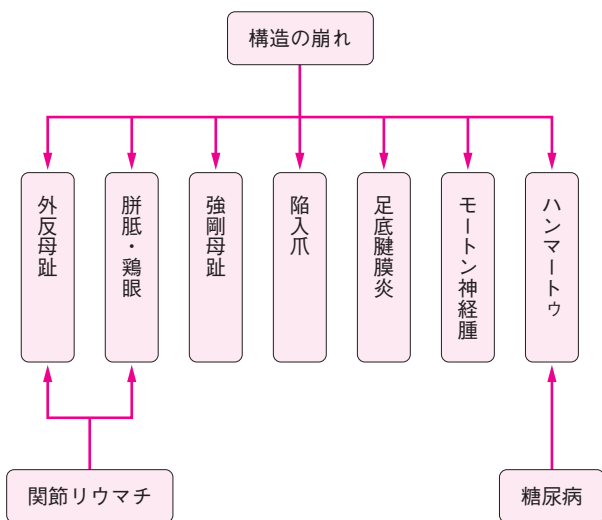 構造の崩れ
外反母趾
胼胝・鶏眼
強剛母趾
陥入爪
足底腱膜炎
モートン神経腫
ハンマートゥ
関節リウマチ
糖尿病